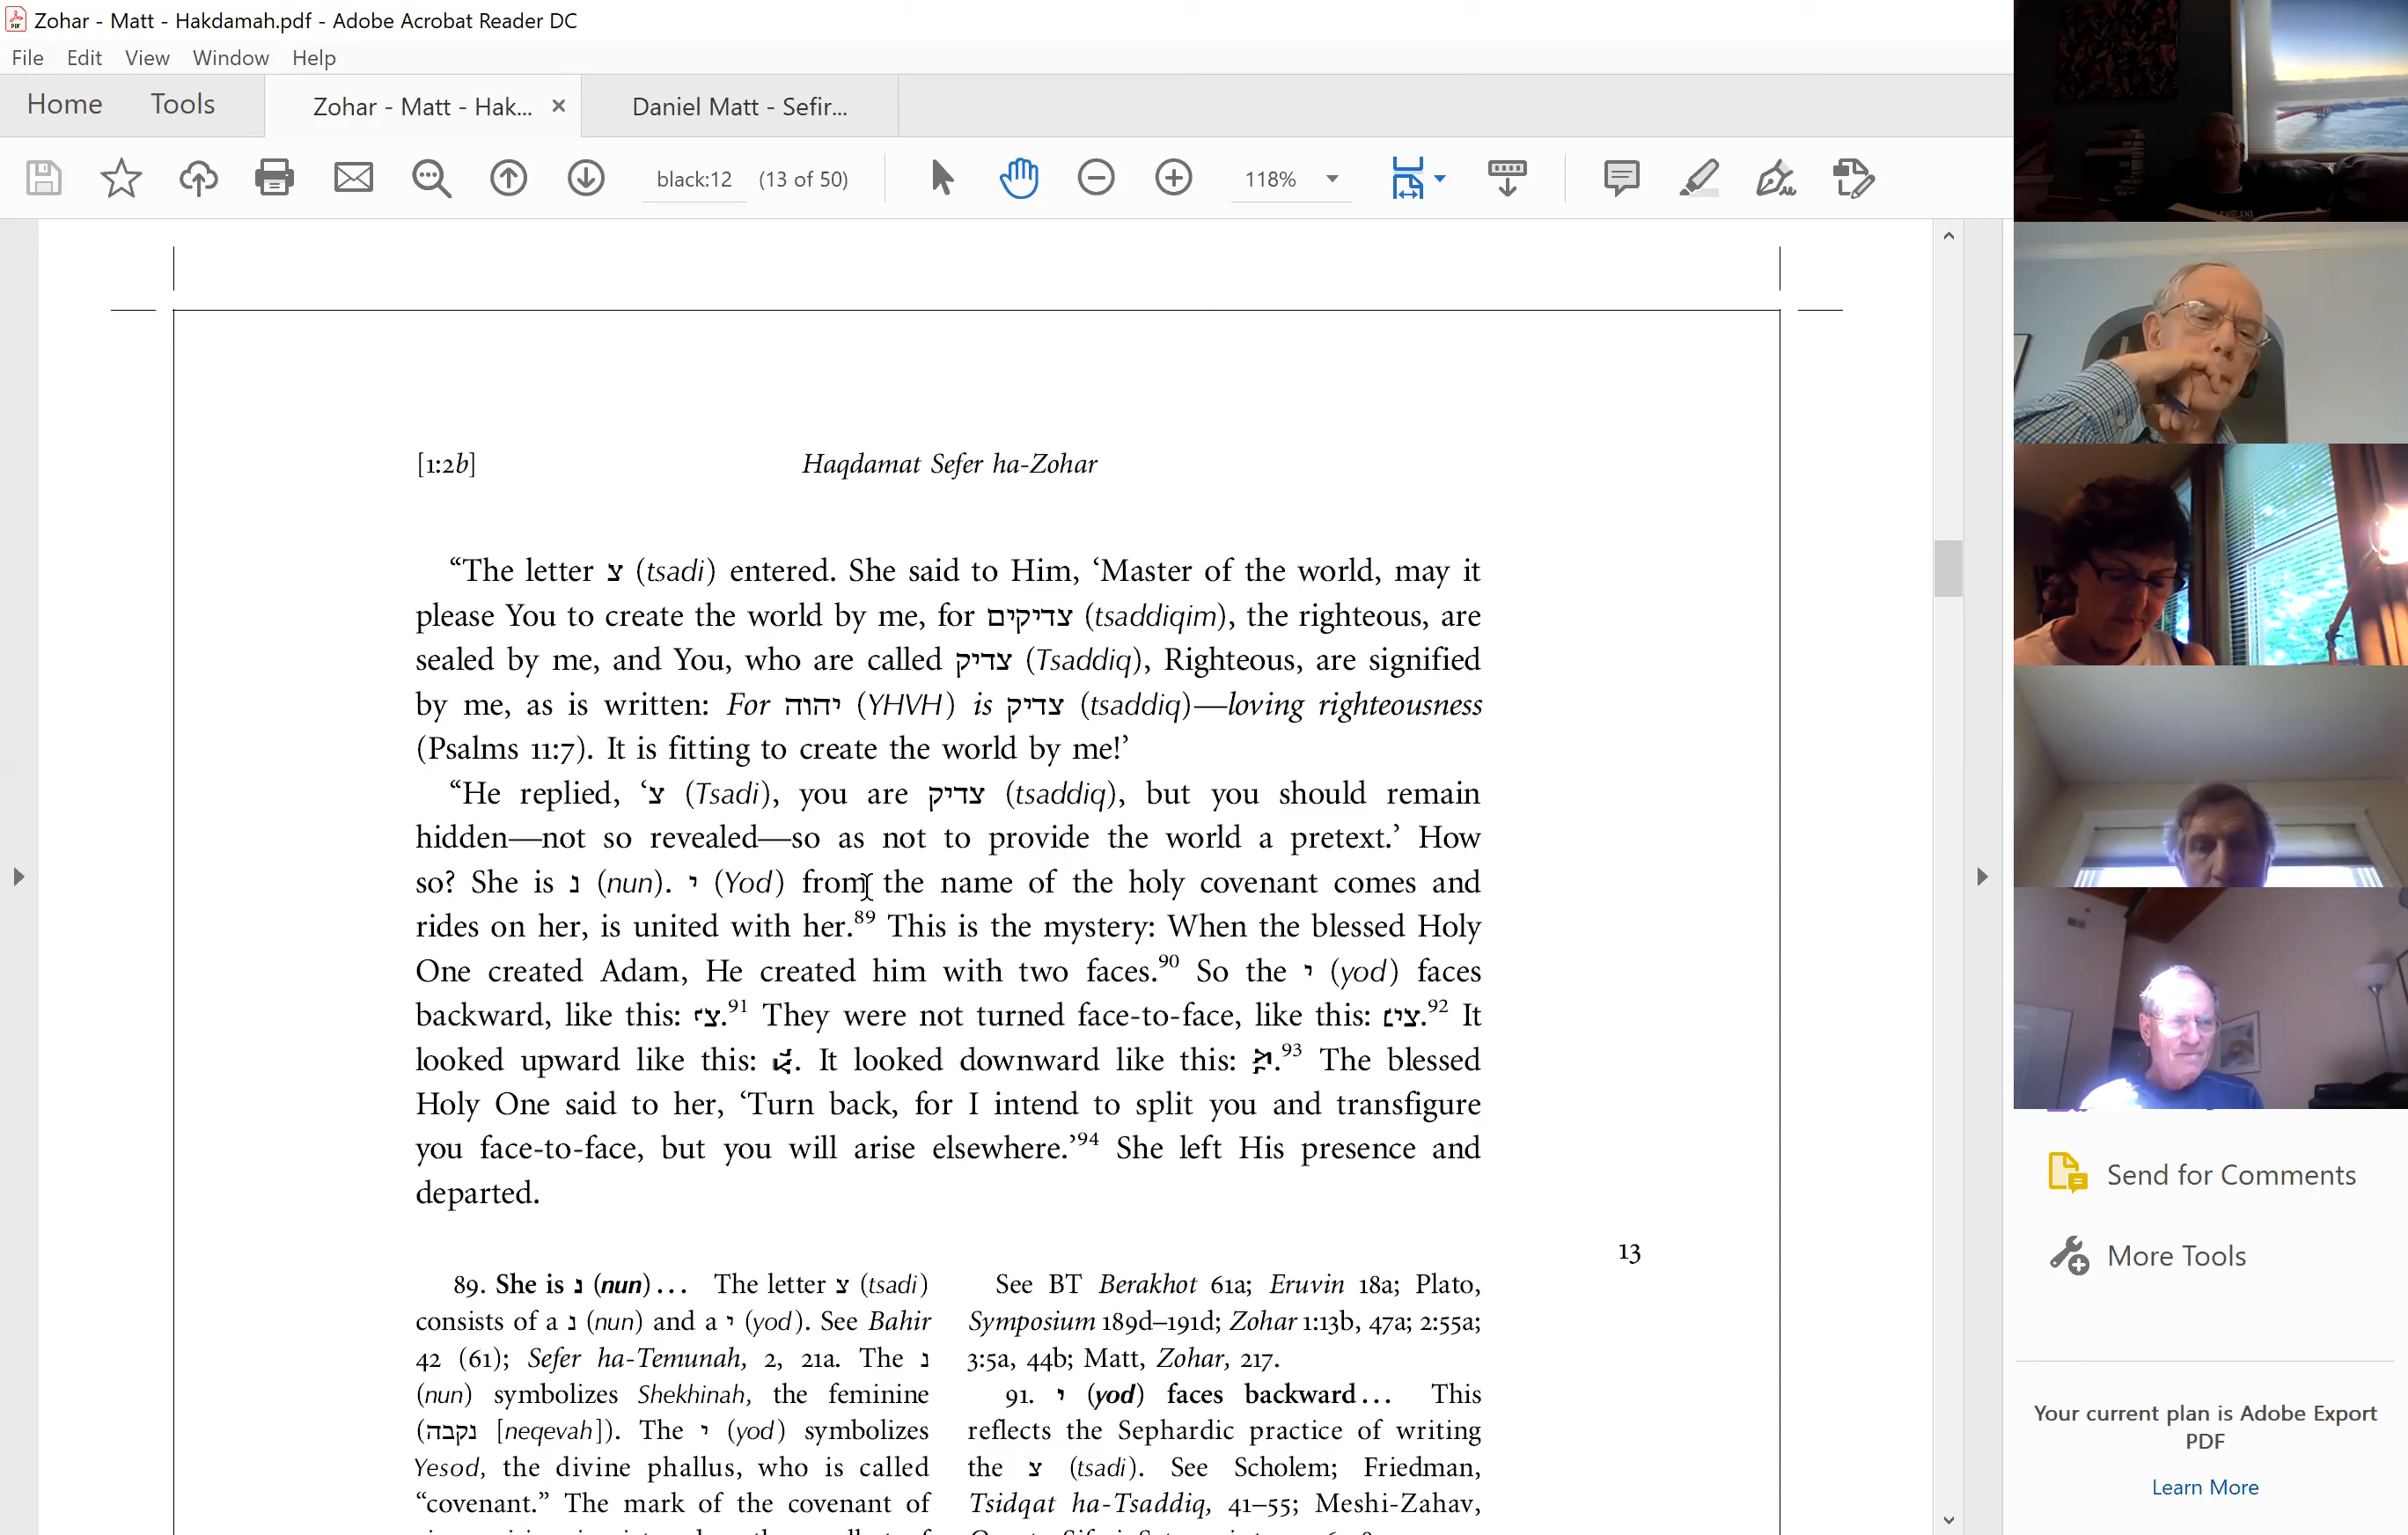 Zohar - Matt - Hakdamah.pdf - Adobe Acrobat Reader DC
File Edit View Window Help
Home Tools Zohar - Matt - Hak... × Daniel Matt - Sefir...
black:12 (13 of 50) 118%
[1:2b] Haqdamat Sefer ha-Zohar
“The letter צ (tsadi) entered. She said to Him, ‘Master of the world, may it
please You to create the world by me, for צדיקים (tsaddiqim), the righteous, are
sealed by me, and You, who are called צדיק (Tsaddiq), Righteous, are signified
by me, as is written: For יהוה (YHVH) is צדיק (tsaddiq)—loving righteousness
(Psalms 11:7). It is fitting to create the world by me!’
“He replied, ‘צ (Tsadi), you are צדיק (tsaddiq), but you should remain
hidden—not so revealed—so as not to provide the world a pretext.’ How
so? She is נ (nun). י (Yod) from the name of the holy covenant comes and
rides on her, is united with her.89 This is the mystery: When the blessed Holy
One created Adam, He created him with two faces.90 So the י (yod) faces
backward, like this: .91 They were not turned face-to-face, like this: .92 It
looked upward like this: . It looked downward like this: .93 The blessed
Holy One said to her, ‘Turn back, for I intend to split you and transfigure
you face-to-face, but you will arise elsewhere.’94 She left His presence and
departed.
13
89. She is נ (nun)... The letter צ (tsadi)
consists of a נ (nun) and a י (yod). See Bahir
42 (61); Sefer ha-Temunah, 2, 21a. The נ
(nun) symbolizes Shekhinah, the feminine
(נקבה [neqevah]). The י (yod) symbolizes
Yesod, the divine phallus, who is called
“covenant.” The mark of the covenant of
See BT Berakhot 61a; Eruvin 18a; Plato,
Symposium 189d–191d; Zohar 1:13b, 47a; 2:55a;
3:5a, 44b; Matt, Zohar, 217.
91. י (yod) faces backward... This
reflects the Sephardic practice of writing
the צ (tsadi). See Scholem; Friedman,
Tsidqat ha-Tsaddiq, 41–55; Meshi-Zahav,
Send for Comments
More Tools
Your current plan is Adobe Export
PDF
Learn More